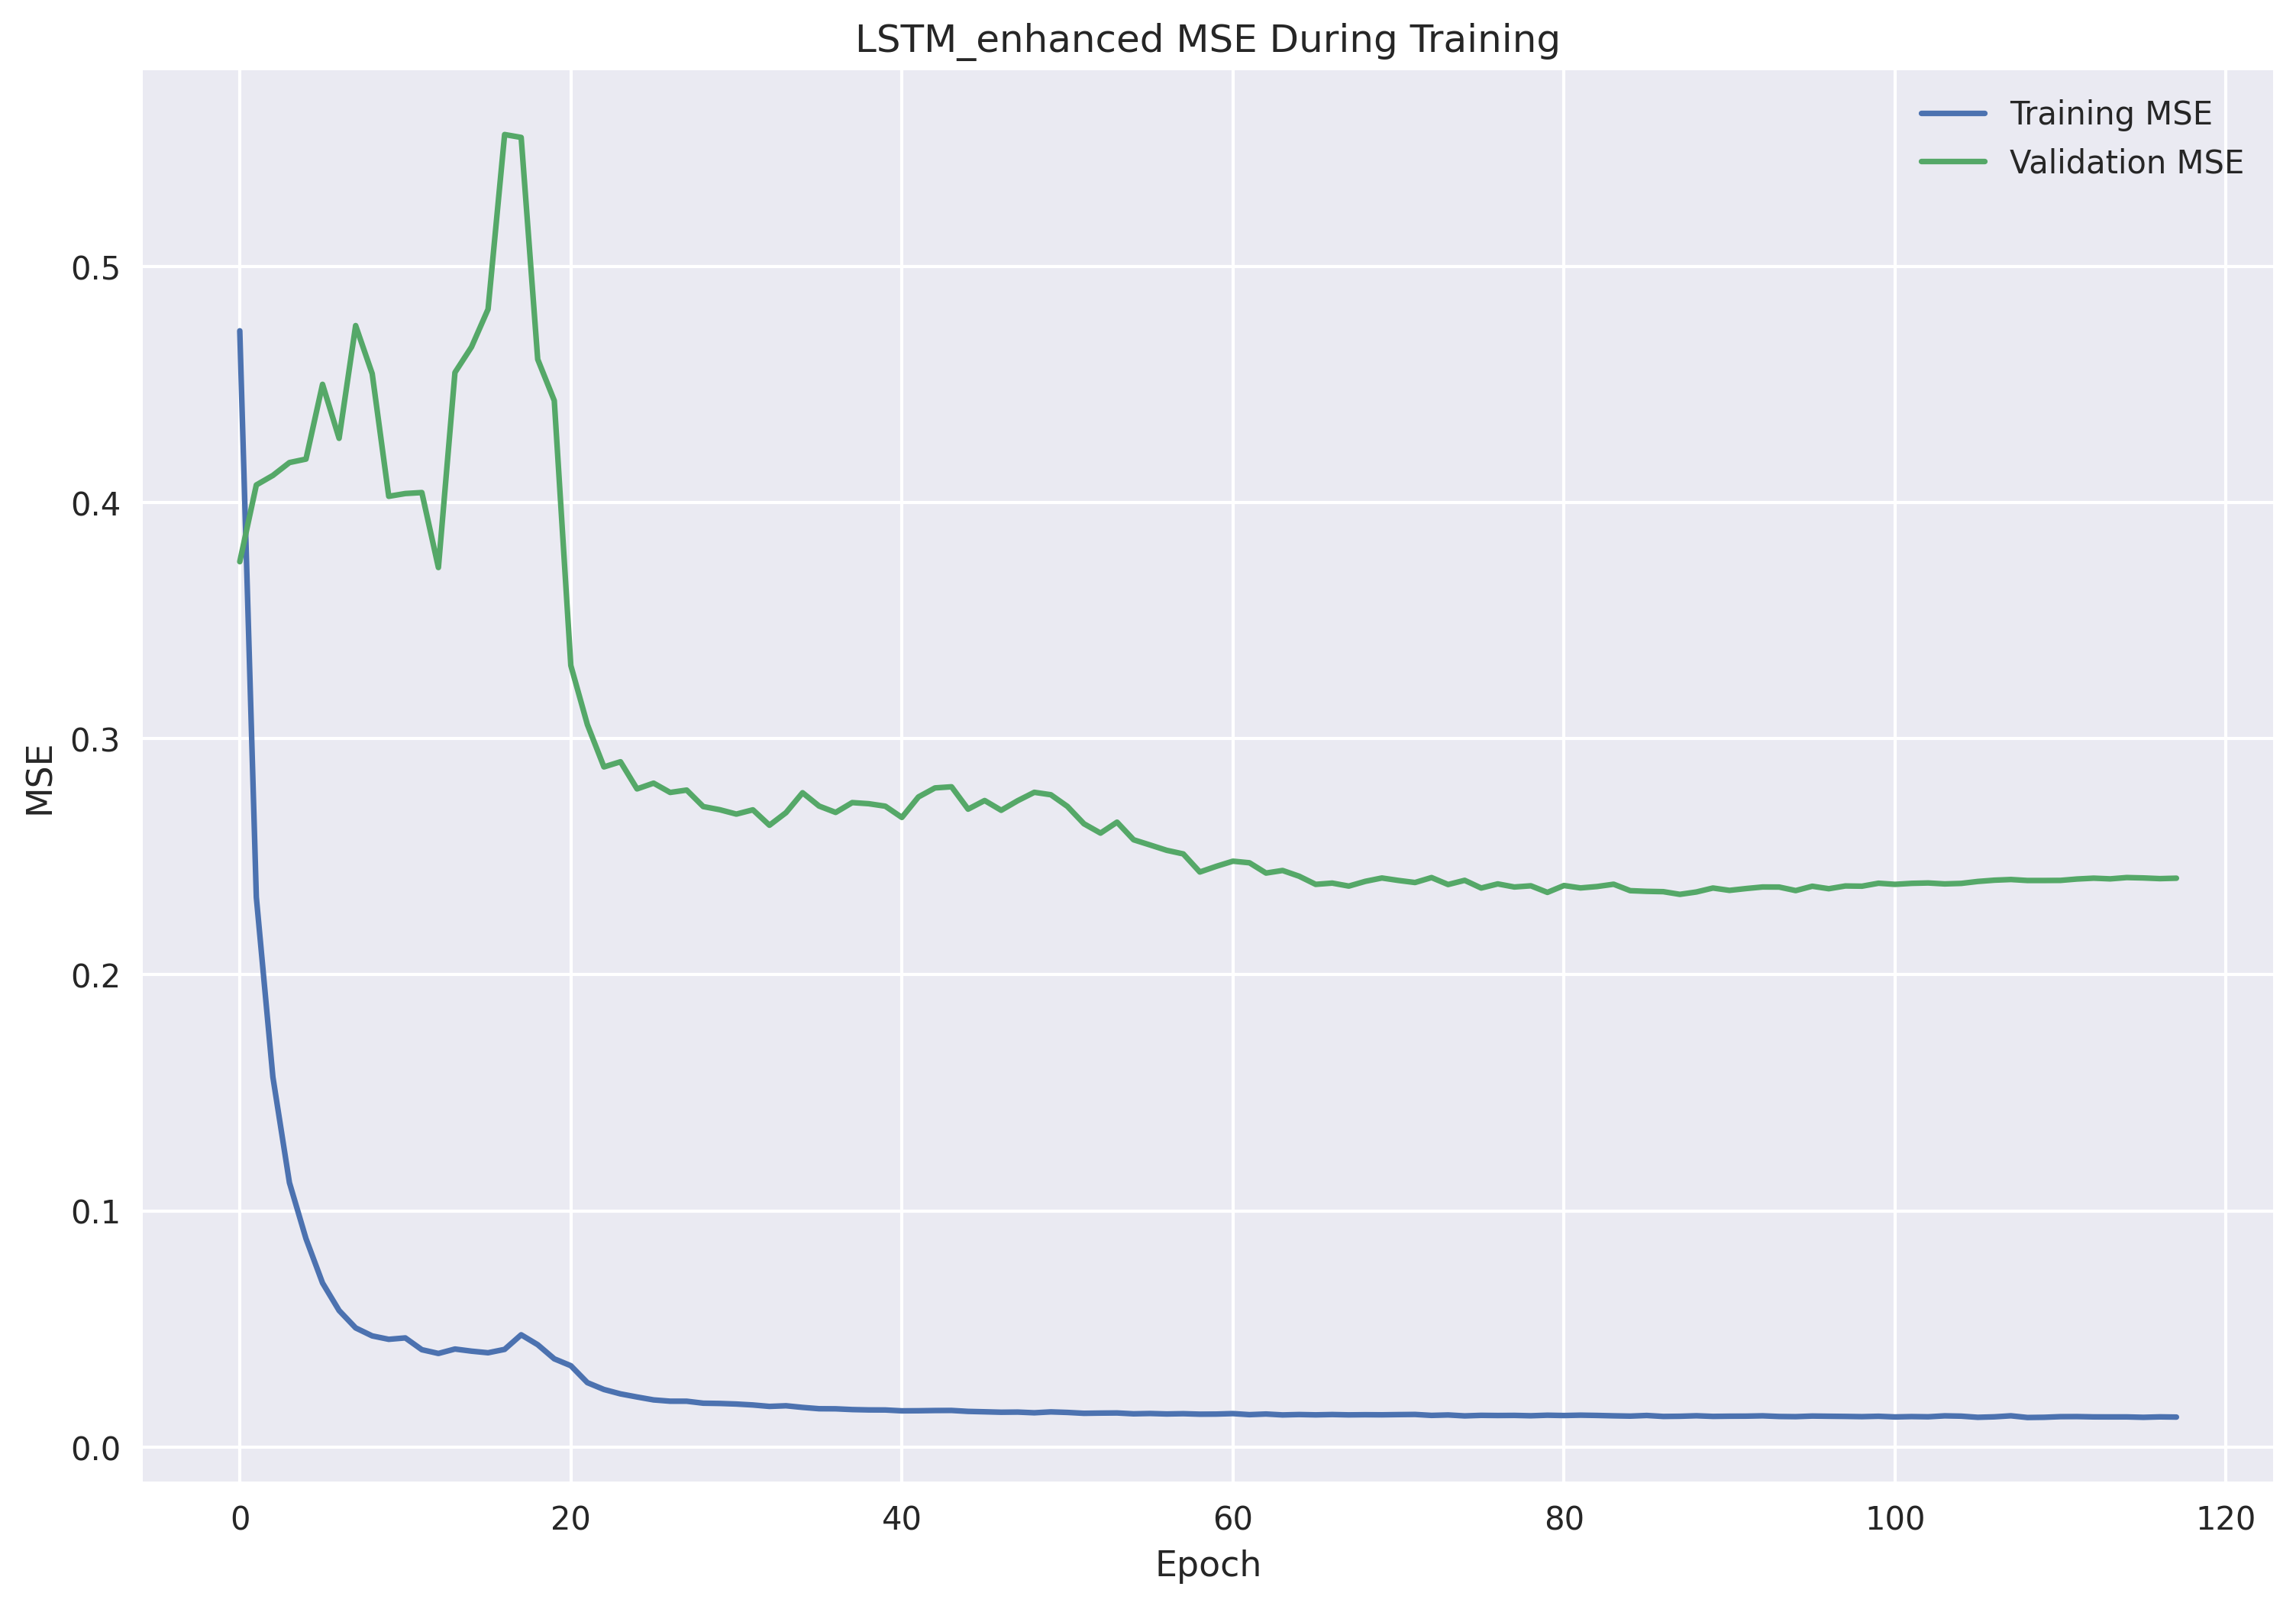 LSTM_enhanced MSE During Training
Training MSE
Validation MSE
0.5
0.4
0.3
0.2
0.1
0.0
MSE
0 20 40 60 80 100 120
Epoch